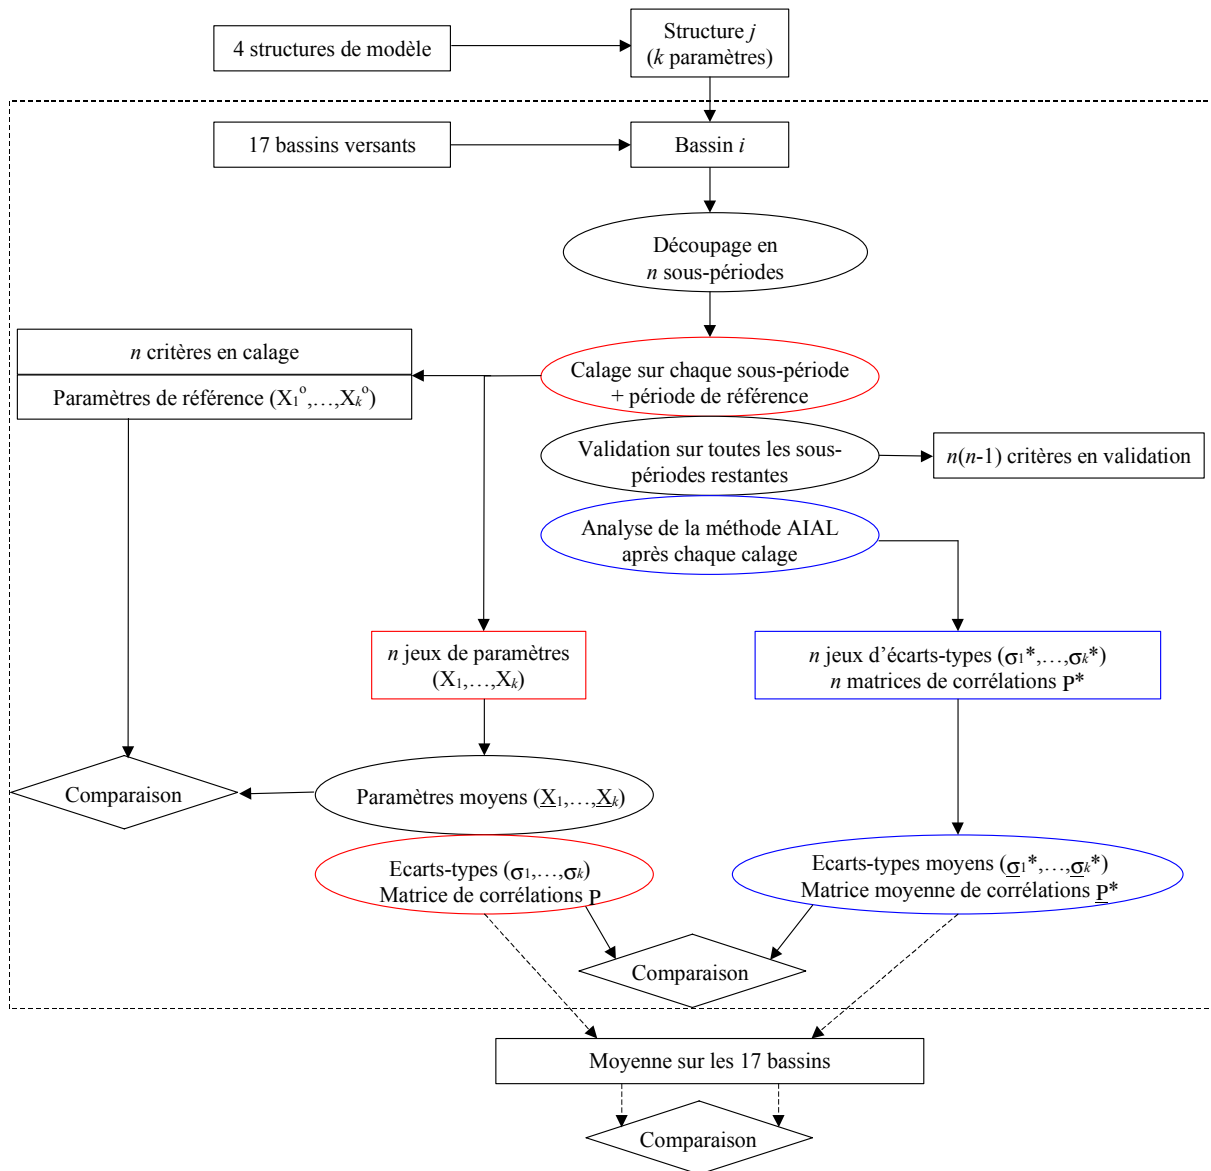 4 structures de modèle
Structure j
(k paramètres)
17 bassins versants
Bassin i
Découpage en
n sous-périodes
n critères en calage
Paramètres de référence (X₁°,…,Xₖ°)
Calage sur chaque sous-période
+ période de référence
Validation sur toutes les sous-
périodes restantes
n(n-1) critères en validation
Analyse de la méthode AIAL
après chaque calage
n jeux de paramètres
(X₁,…,Xₖ)
n jeux d’écarts-types (σ₁*,…,σₖ*)
n matrices de corrélations P*
Comparaison
Paramètres moyens (X̲₁,…,X̲ₖ)
Ecarts-types (σ₁,…,σₖ)
Matrice de corrélations P
Ecarts-types moyens (σ̲₁*,…,σ̲ₖ*)
Matrice moyenne de corrélations P̲*
Comparaison
Moyenne sur les 17 bassins
Comparaison